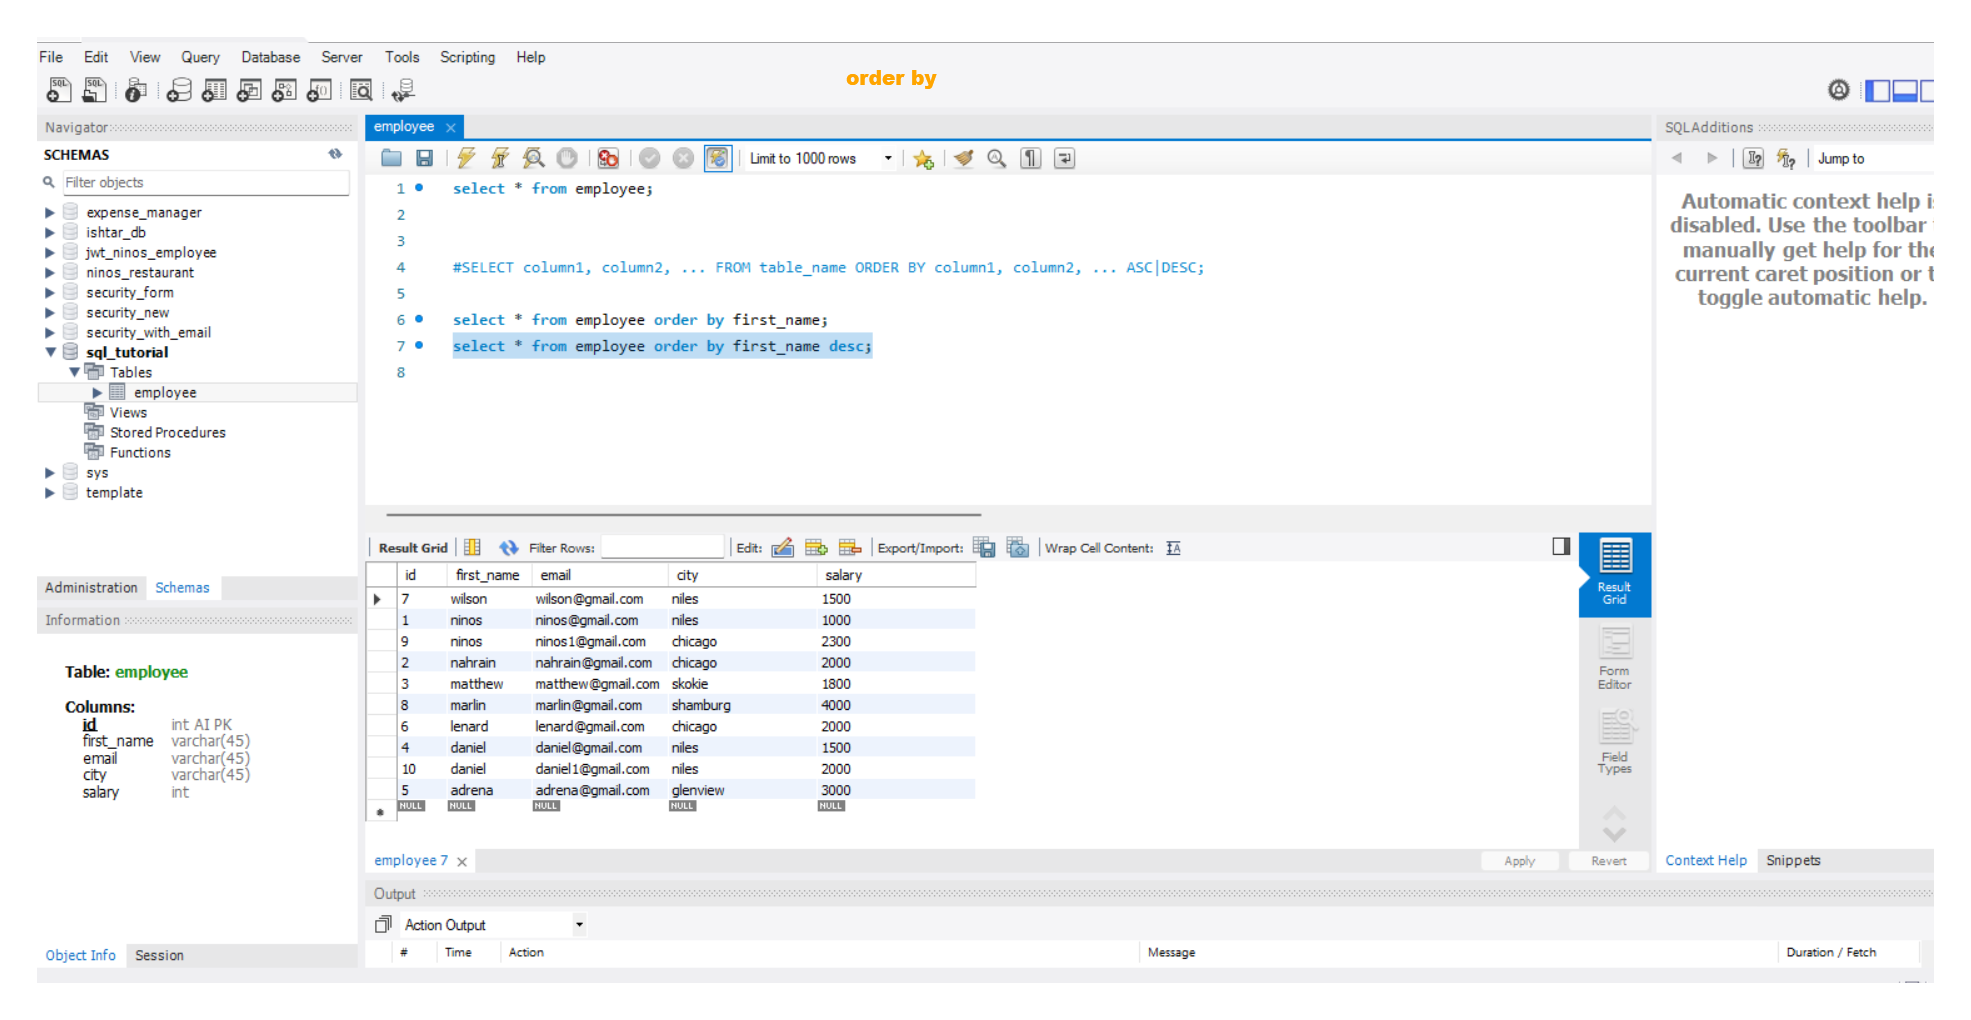 File Edit View Query Database Server Tools Scripting Help
order by
Navigator
SCHEMAS
Filter objects
expense_manager
ishtar_db
jwt_ninos_employee
ninos_restaurant
security_form
security_new
security_with_email
sql_tutorial
Tables
employee
Views
Stored Procedures
Functions
sys
template
Administration Schemas
Information
Table: employee
Columns:
id int AI PK
first_name varchar(45)
email varchar(45)
city varchar(45)
salary int
Object Info Session
employee
Limit to 1000 rows
1 select * from employee;
2
3
4 #SELECT column1, column2, ... FROM table_name ORDER BY column1, column2, ... ASC|DESC;
5
6 select * from employee order by first_name;
7 select * from employee order by first_name desc;
8
Result Grid Filter Rows: Edit: Export/Import: Wrap Cell Content:
id first_name email city salary
7 wilson wilson@gmail.com niles 1500
1 ninos ninos@gmail.com niles 1000
9 ninos ninos1@gmail.com chicago 2300
2 nahrain nahrain@gmail.com chicago 2000
3 matthew matthew@gmail.com skokie 1800
8 marlin marlin@gmail.com shamburg 4000
6 lenard lenard@gmail.com chicago 2000
4 daniel daniel@gmail.com niles 1500
10 daniel daniel1@gmail.com niles 2000
5 adrena adrena@gmail.com glenview 3000
NULL NULL NULL NULL NULL
Result
Grid
Form
Editor
Field
Types
employee 7 Apply Revert
Output
Action Output
# Time Action Message Duration / Fetch
SQLAdditions
Jump to
Automatic context help
disabled. Use the toolbar
manually get help for the
current caret position or
toggle automatic help.
Context Help Snippets